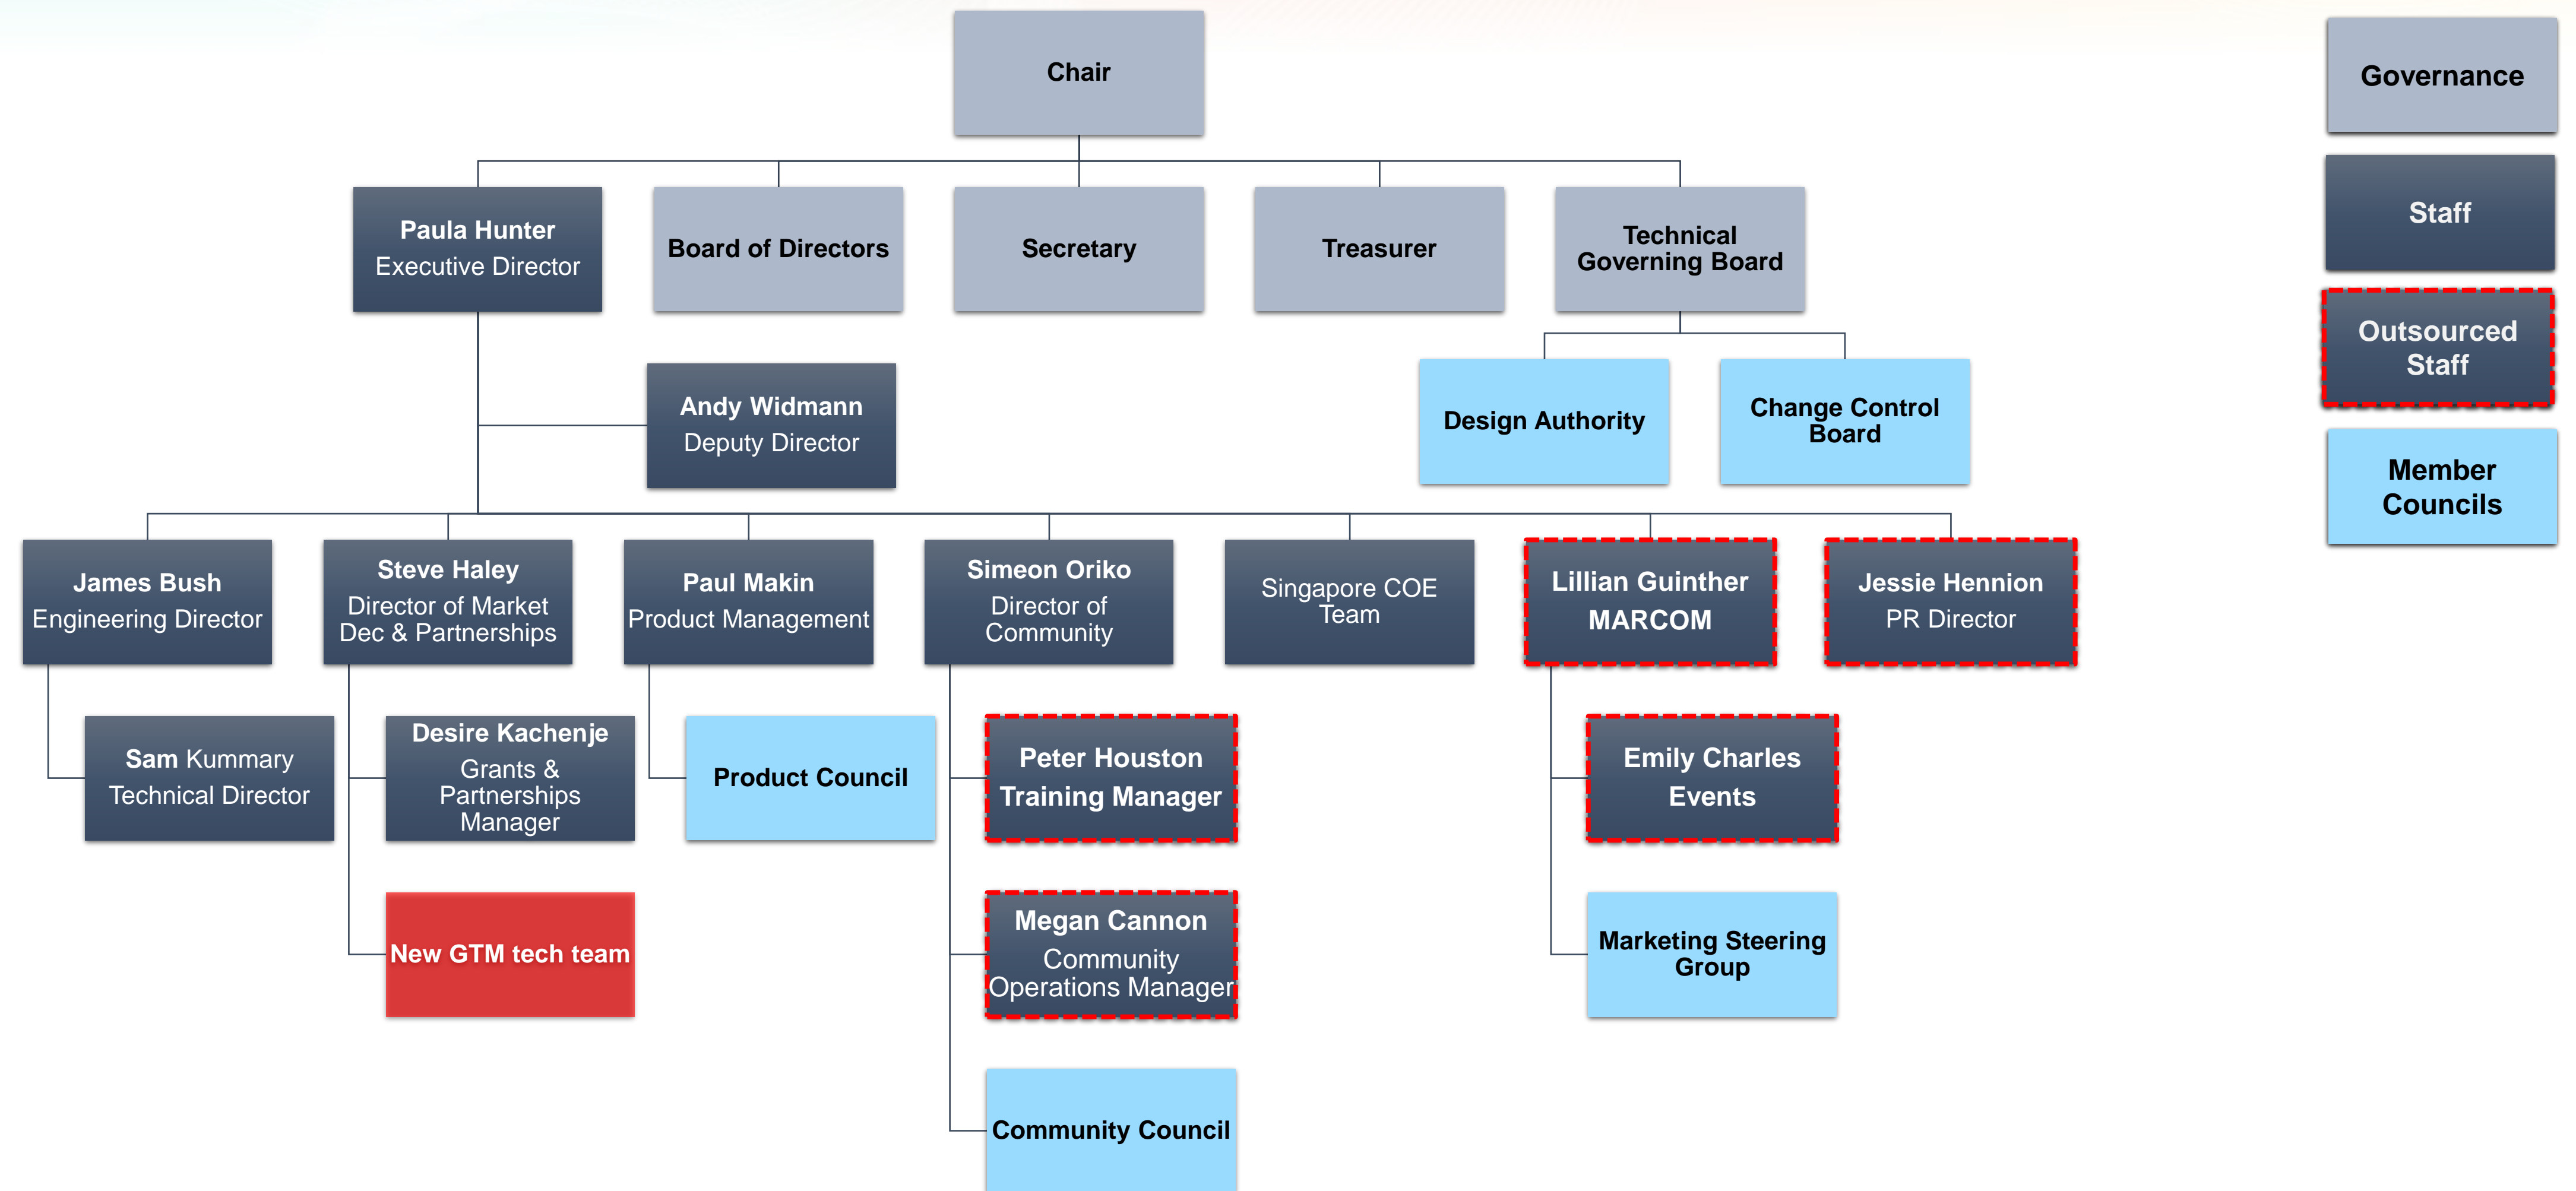 Chair
Governance
Staff
Outsourced
Staff
Member
Councils
Paula Hunter
Executive Director
Board of Directors
Secretary
Treasurer
Technical
Governing Board
Andy Widmann
Deputy Director
Design Authority
Change Control
Board
James Bush
Engineering Director
Steve Haley
Director of Market
Dec & Partnerships
Paul Makin
Product Management
Simeon Oriko
Director of
Community
Singapore COE
Team
Lillian Guinther
MARCOM
Jessie Hennion
PR Director
Sam Kummary
Technical Director
Desire Kachenje
Grants &
Partnerships
Manager
Product Council
Peter Houston
Training Manager
Emily Charles
Events
New GTM tech team
Megan Cannon
Community
Operations Manager
Marketing Steering
Group
Community Council